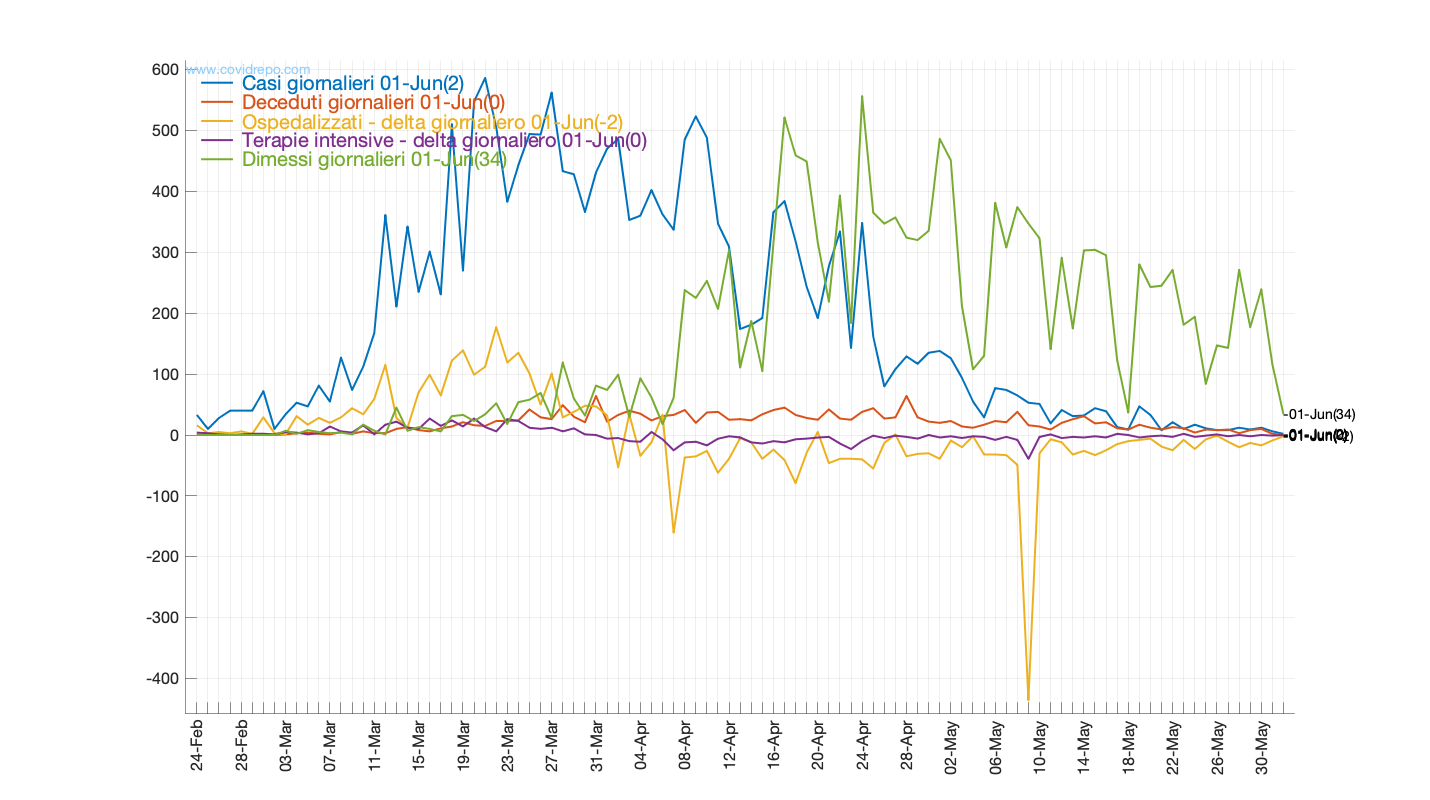 600
www.covidrepo.com
Casi giornalieri 01-Jun(2)
Deceduti giornalieri 01-Jun(0)
Ospedalizzati - delta giornaliero 01-Jun(-2)
Terapie intensive - delta giornaliero 01-Jun(0)
Dimessi giornalieri 01-Jun(34)
500
400
300
200
100
0
-100
-200
-300
-400
01-Jun(34)
24-Feb
28-Feb
03-Mar
07-Mar
11-Mar
15-Mar
19-Mar
23-Mar
27-Mar
31-Mar
04-Apr
08-Apr
12-Apr
16-Apr
20-Apr
24-Apr
28-Apr
02-May
06-May
10-May
14-May
18-May
22-May
26-May
30-May